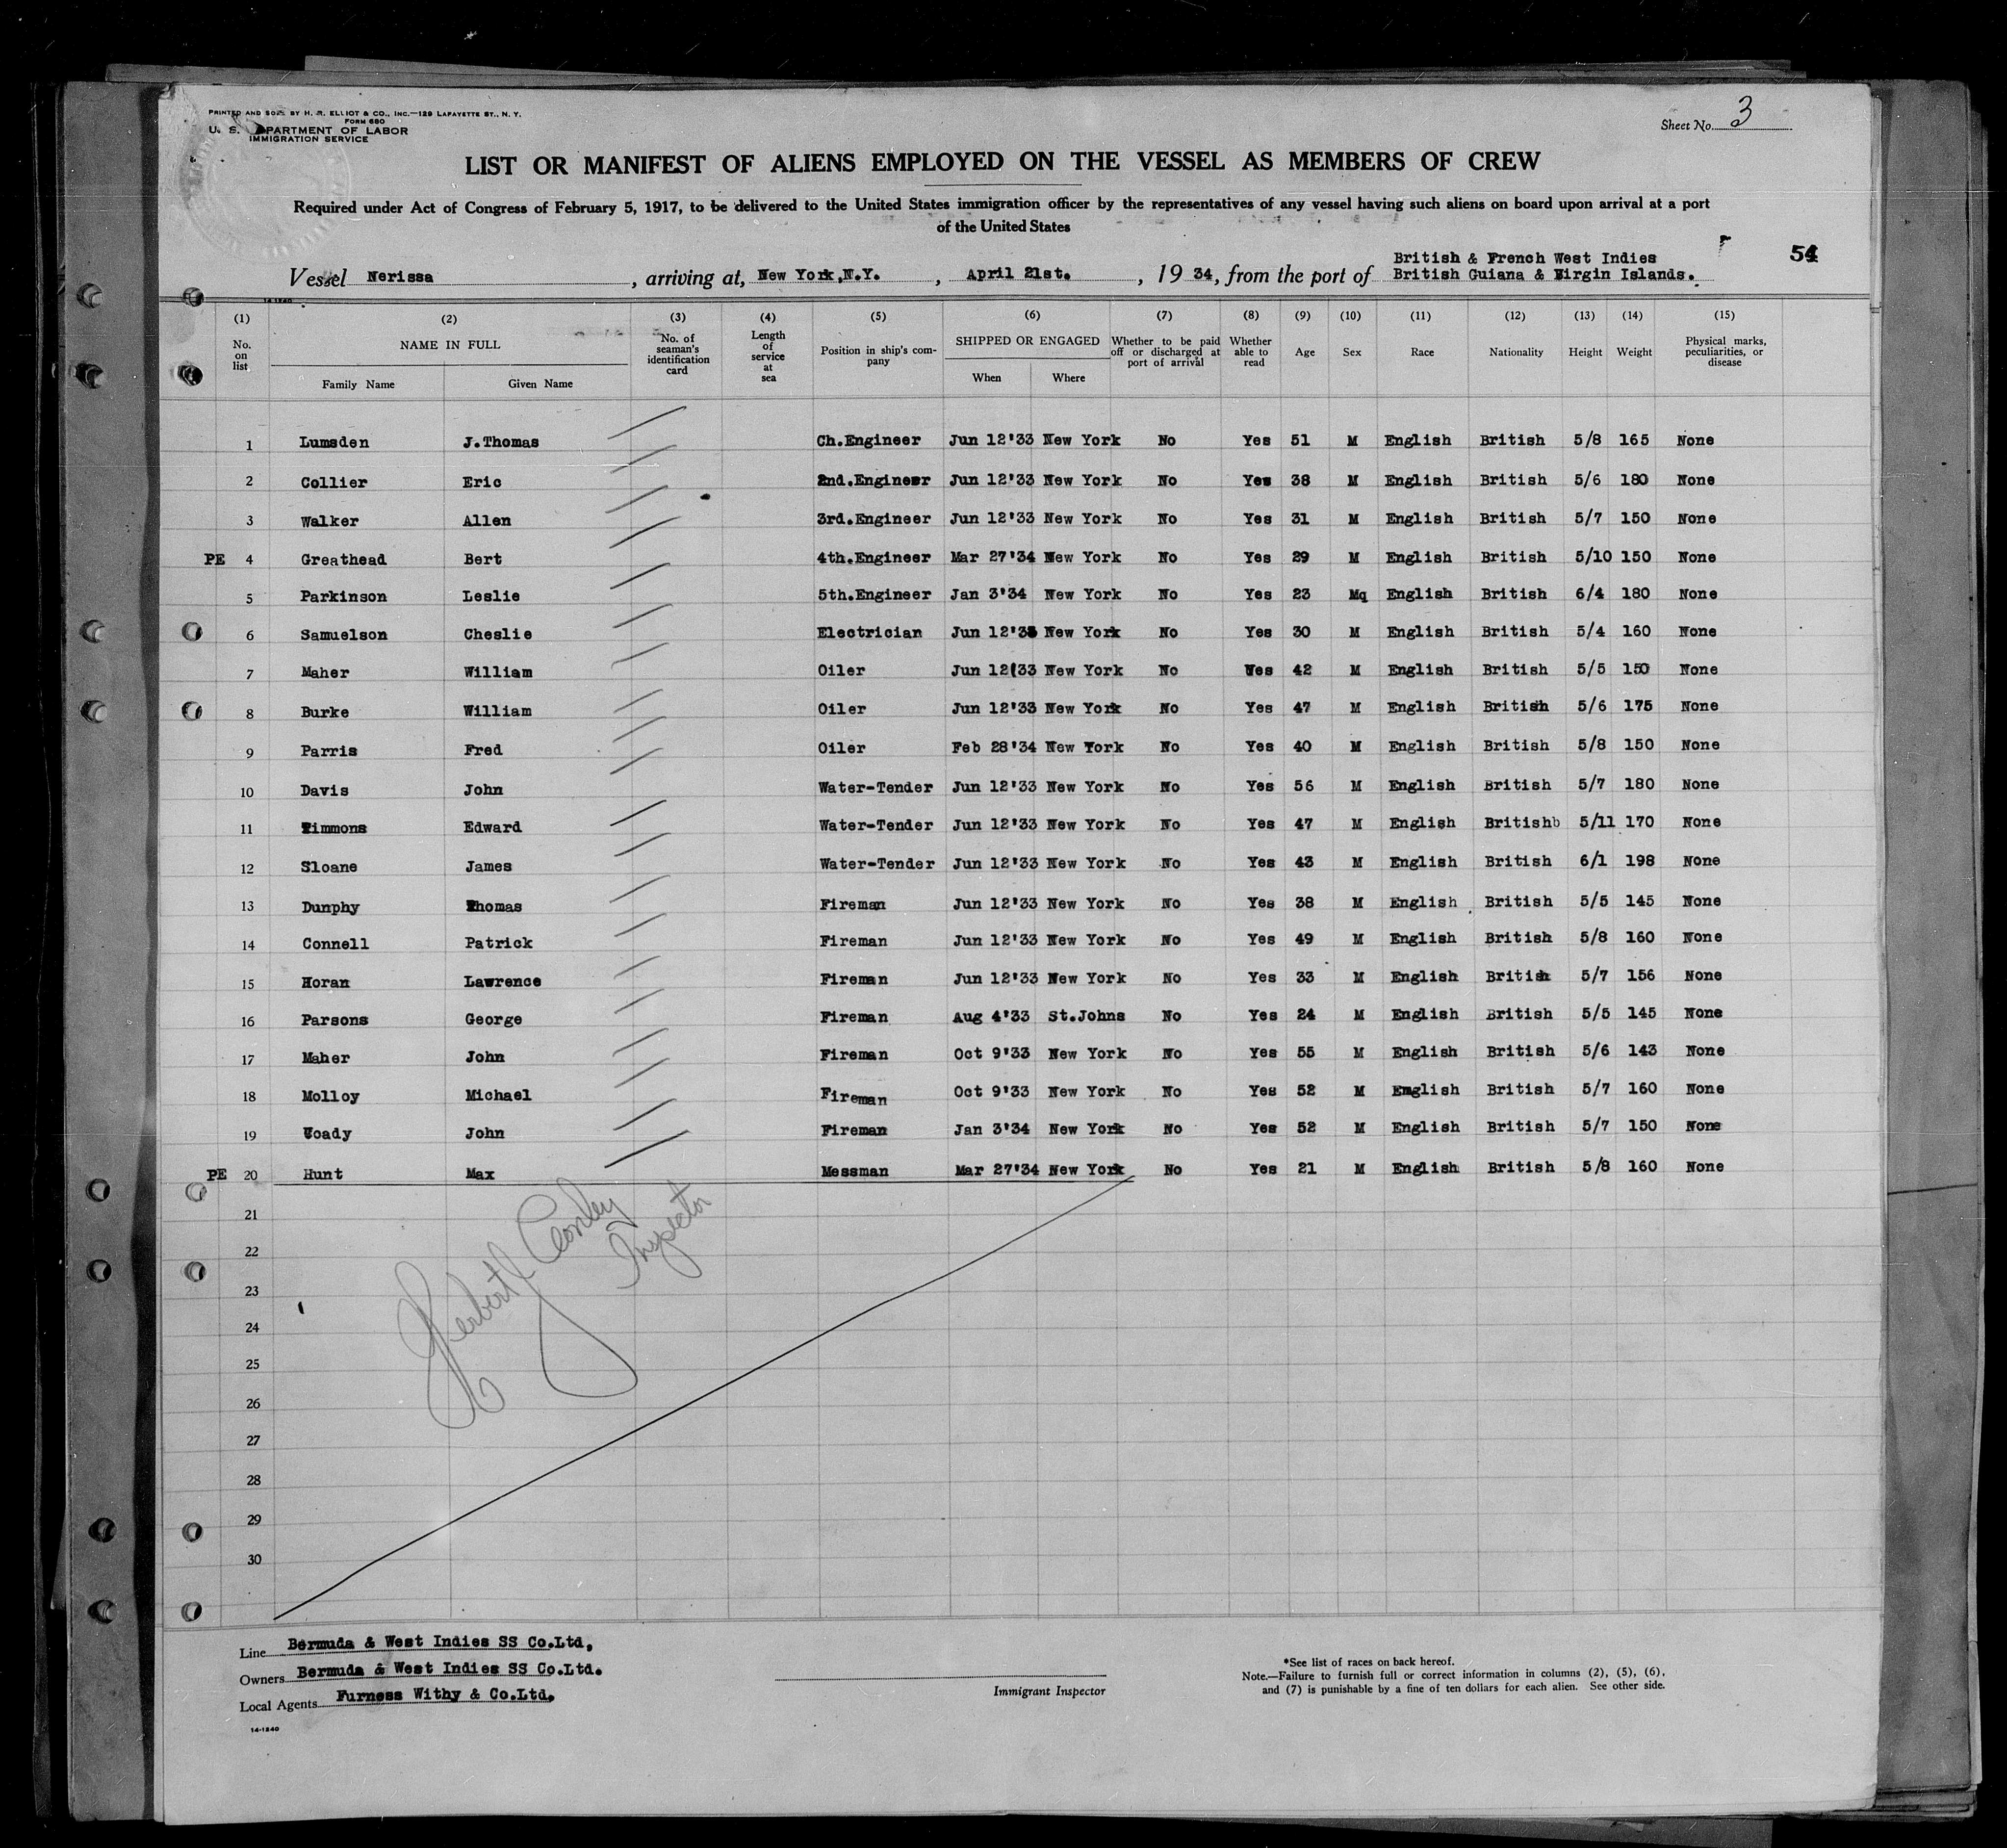 PRINTED AND SOLD BY H. R. ELLIOT & CO., INC.—129 LAFAYETTE ST., N. Y.
FORM 680
U. S. DEPARTMENT OF LABOR
IMMIGRATION SERVICE
Sheet No. 3
LIST OR MANIFEST OF ALIENS EMPLOYED ON THE VESSEL AS MEMBERS OF CREW
Required under Act of Congress of February 5, 1917, to be delivered to the United States immigration officer by the representatives of any vessel having such aliens on board upon arrival at a port
of the United States
54
British & French West Indies
Vessel Nerissa, arriving at, New York,N.Y., April 21st., 19 34, from the port of British Guiana & Virgin Islands.
14-1240
(1) (2) (3) (4) (5) (6) (7) (8) (9) (10) (11) (12) (13) (14) (15)
No. on list NAME IN FULL No. of seaman's identification card Length of service at sea Position in ship's company SHIPPED OR ENGAGED Whether to be paid off or discharged at port of arrival Whether able to read Age Sex Race Nationality Height Weight Physical marks, peculiarities, or disease
Family Name Given Name When Where
1 Lumsden J.Thomas Ch.Engineer Jun 12'33 New York No Yes 51 M English British 5/8 165 None
2 Collier Eric 2nd.Engineer Jun 12'33 New York No Yes 38 M English British 5/6 180 None
3 Walker Allen 3rd.Engineer Jun 12'33 New York No Yes 31 M English British 5/7 150 None
PE 4 Greathead Bert 4th.Engineer Mar 27'34 New York No Yes 29 M English British 5/10 150 None
5 Parkinson Leslie 5th.Engineer Jan 3'34 New York No Yes 23 Mq English British 6/4 180 None
6 Samuelson Cheslie Electrician Jun 12'33 New York No Yes 30 M English British 5/4 160 None
7 Maher William Oiler Jun 12(33 New York No Yes 42 M English British 5/5 150 None
8 Burke William Oiler Jun 12'33 New York No Yes 47 M English British 5/6 175 None
9 Parris Fred Oiler Feb 28'34 New York No Yes 40 M English British 5/8 150 None
10 Davis John Water-Tender Jun 12'33 New York No Yes 56 M English British 5/7 180 None
11 Timmons Edward Water-Tender Jun 12'33 New York No Yes 47 M English Britishb 5/11 170 None
12 Sloane James Water-Tender Jun 12'33 New York No Yes 43 M English British 6/1 198 None
13 Dunphy Thomas Fireman Jun 12'33 New York No Yes 38 M English British 5/5 145 None
14 Connell Patrick Fireman Jun 12'33 New York No Yes 49 M English British 5/8 160 None
15 Horan Lawrence Fireman Jun 12'33 New York No Yes 33 M English British 5/7 156 None
16 Parsons George Fireman Aug 4'33 St.Johns No Yes 24 M English British 5/5 145 None
17 Maher John Fireman Oct 9'33 New York No Yes 55 M English British 5/6 143 None
18 Molloy Michael Fireman Oct 9'33 New York No Yes 52 M English British 5/7 160 None
19 Coady John Fireman Jan 3'34 New York No Yes 52 M English British 5/7 150 None
PE 20 Hunt Max Messman Mar 27'34 New York No Yes 21 M English British 5/8 160 None
21
22
23
24
25
26
27
28
29
30
Herbert J. Conley
Inspector
Line Bermuda & West Indies SS Co.Ltd,
Owners Bermuda & West Indies SS Co.Ltd.
Local Agents Furness Withy & Co.Ltd.
14-1240
Immigrant Inspector
*See list of races on back hereof.
Note.—Failure to furnish full or correct information in columns (2), (5), (6),
and (7) is punishable by a fine of ten dollars for each alien. See other side.